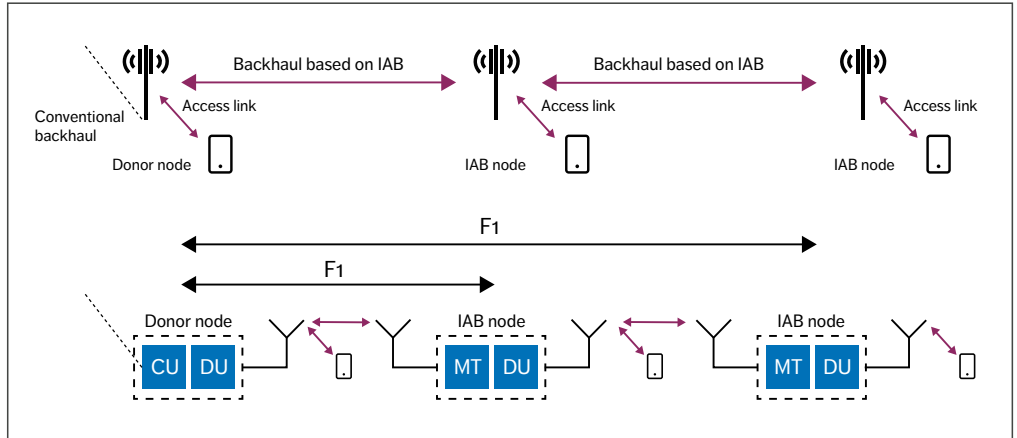 Backhaul based on IAB
Backhaul based on IAB
Conventional
backhaul
Access link
Access link
Access link
Donor node
IAB node
IAB node
F1
F1
Donor node
IAB node
IAB node
CU DU
MT DU
MT DU